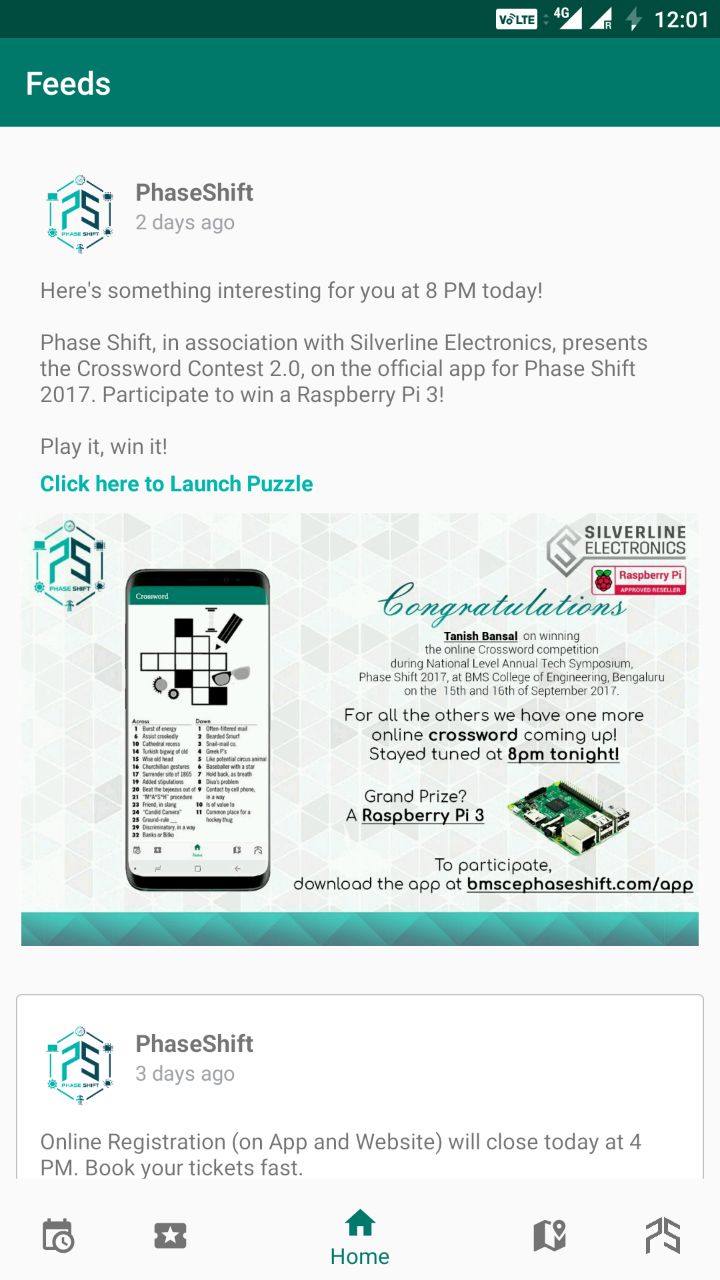 VoLTE 4G R 12:01
Feeds
PhaseShift
2 days ago
Here's something interesting for you at 8 PM today!
Phase Shift, in association with Silverline Electronics, presents
the Crossword Contest 2.0, on the official app for Phase Shift
2017. Participate to win a Raspberry Pi 3!
Play it, win it!
Click here to Launch Puzzle
PHASE SHIFT
SILVERLINE
ELECTRONICS
Raspberry Pi
APPROVED RESELLER
Congratulations
Tanish Bansal on winning
the online Crossword competition
during National Level Annual Tech Symposium,
Phase Shift 2017, at BMS College of Engineering, Bengaluru
on the 15th and 16th of September 2017.
For all the others we have one more
online crossword coming up!
Stayed tuned at 8pm tonight!
Grand Prize?
A Raspberry Pi 3
To participate,
download the app at bmscephaseshift.com/app
Crossword
Across
1 Burst of energy
6 Assist crookedly
10 Cathedral recess
14 Turkish bigwig of old
15 Wise old head
16 Churchillian gestures
17 Surrender site of 1865
19 Added stipulations
20 Beat the bejesus out of
21 "M*A*S*H" procedure
23 Friend, in slang
24 "Candid Camera"
25 Ground-rule __
29 Discriminatory, in a way
32 Banks or Bilko
Down
1 Often-filtered mail
2 Bearded Smurf
3 Snail-mail co.
4 Greek P's
5 Like potential circus animal
6 Baseballer with a star
7 Hold back, as breath
8 Diva's problem
9 Contact by cell phone,
in a way
10 Is of value to
11 Common place for a
hockey thug
Home
PHASE SHIFT
PhaseShift
3 days ago
Online Registration (on App and Website) will close today at 4
PM. Book your tickets fast.
Home